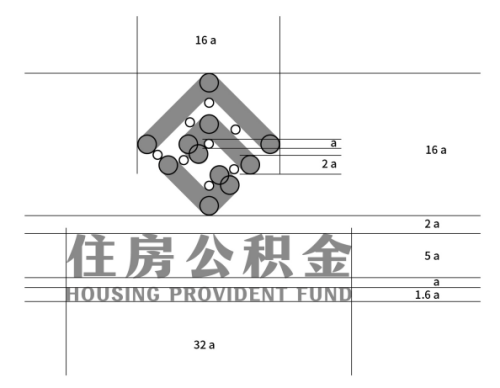 16 a
a
2 a
16 a
2 a
住房公积金
5 a
a
HOUSING PROVIDENT FUND
1.6 a
32 a